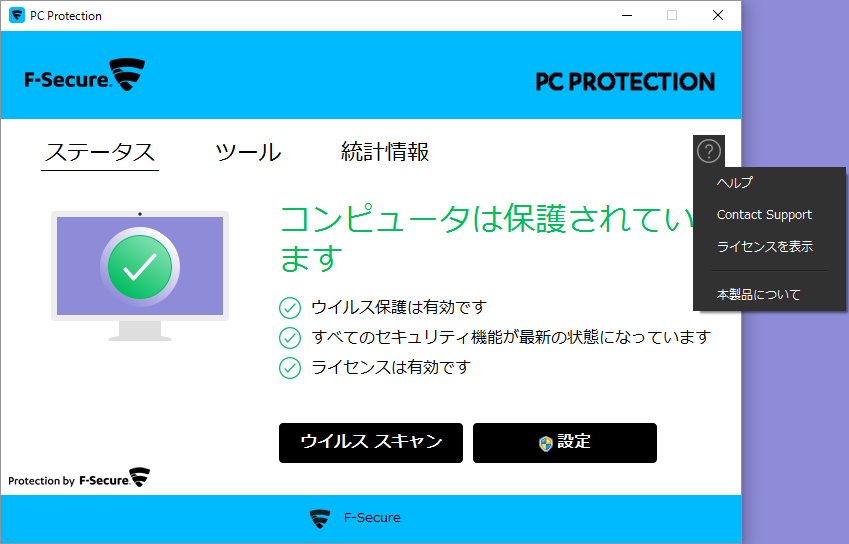 PC Protection
F-Secure.
PC PROTECTION
ステータス
ツール
統計情報
?
ヘルプ
Contact Support
ライセンスを表示
本製品について
コンピュータは保護されてい
ます
ウイルス保護は有効です
すべてのセキュリティ機能が最新の状態になっています
ライセンスは有効です
ウイルス スキャン
設定
Protection by F-Secure.
F-Secure